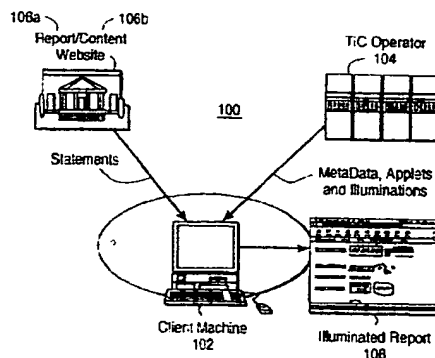 106a
106b
Report/Content
Website
TiC Operator
104
100
Statements
MetaData, Applets
and Illuminations
Client Machine
102
Illuminated Report
106